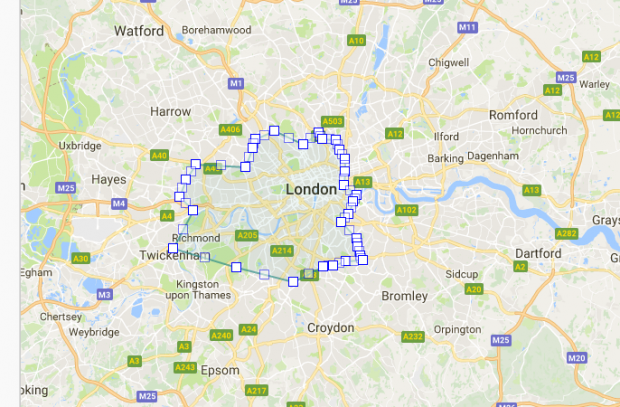 M25
M25
Watford
Borehamwood
M11
A10
Chigwell
A12
M25
Warley
M1
A12
Harrow
A406
A503
Romford
A12
A12
Ilford
Hornchurch
Uxbridge
A40
Barking
Dagenham
Hayes
A13
M25
London
A13
M4
A4
A102
Richmond
A205
A282
Twickenham
A214
A30
Dartford
Egham
Sidcup
A2
M3
Kingston
upon Thames
Bromley
A20
Chertsey
Weybridge
Croydon
Orpington
A24
A240
A232
M25
A3
A3
A243
Epsom
M20
A217
M25